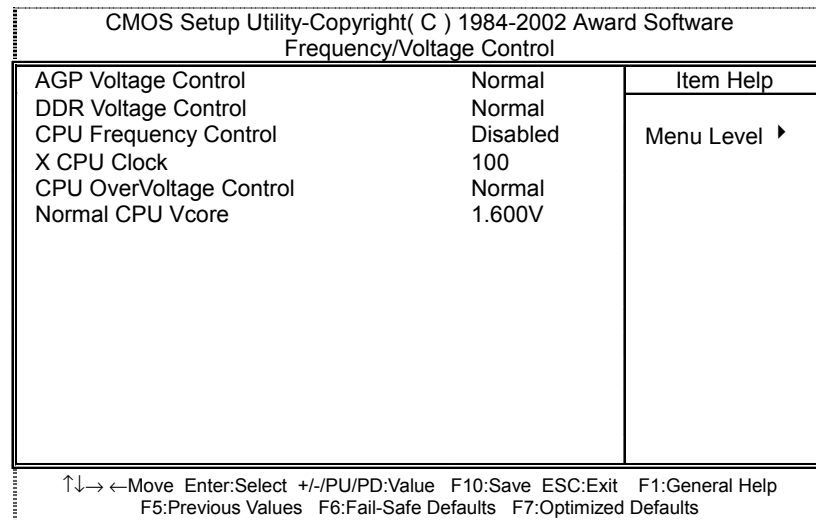 CMOS Setup Utility-Copyright( C ) 1984-2002 Award Software
Frequency/Voltage Control
AGP Voltage Control Normal
DDR Voltage Control Normal
CPU Frequency Control Disabled
X CPU Clock 100
CPU OverVoltage Control Normal
Normal CPU Vcore 1.600V
Item Help
Menu Level ▶
↑↓→ ←Move Enter:Select +/-/PU/PD:Value F10:Save ESC:Exit F1:General Help
F5:Previous Values F6:Fail-Safe Defaults F7:Optimized Defaults